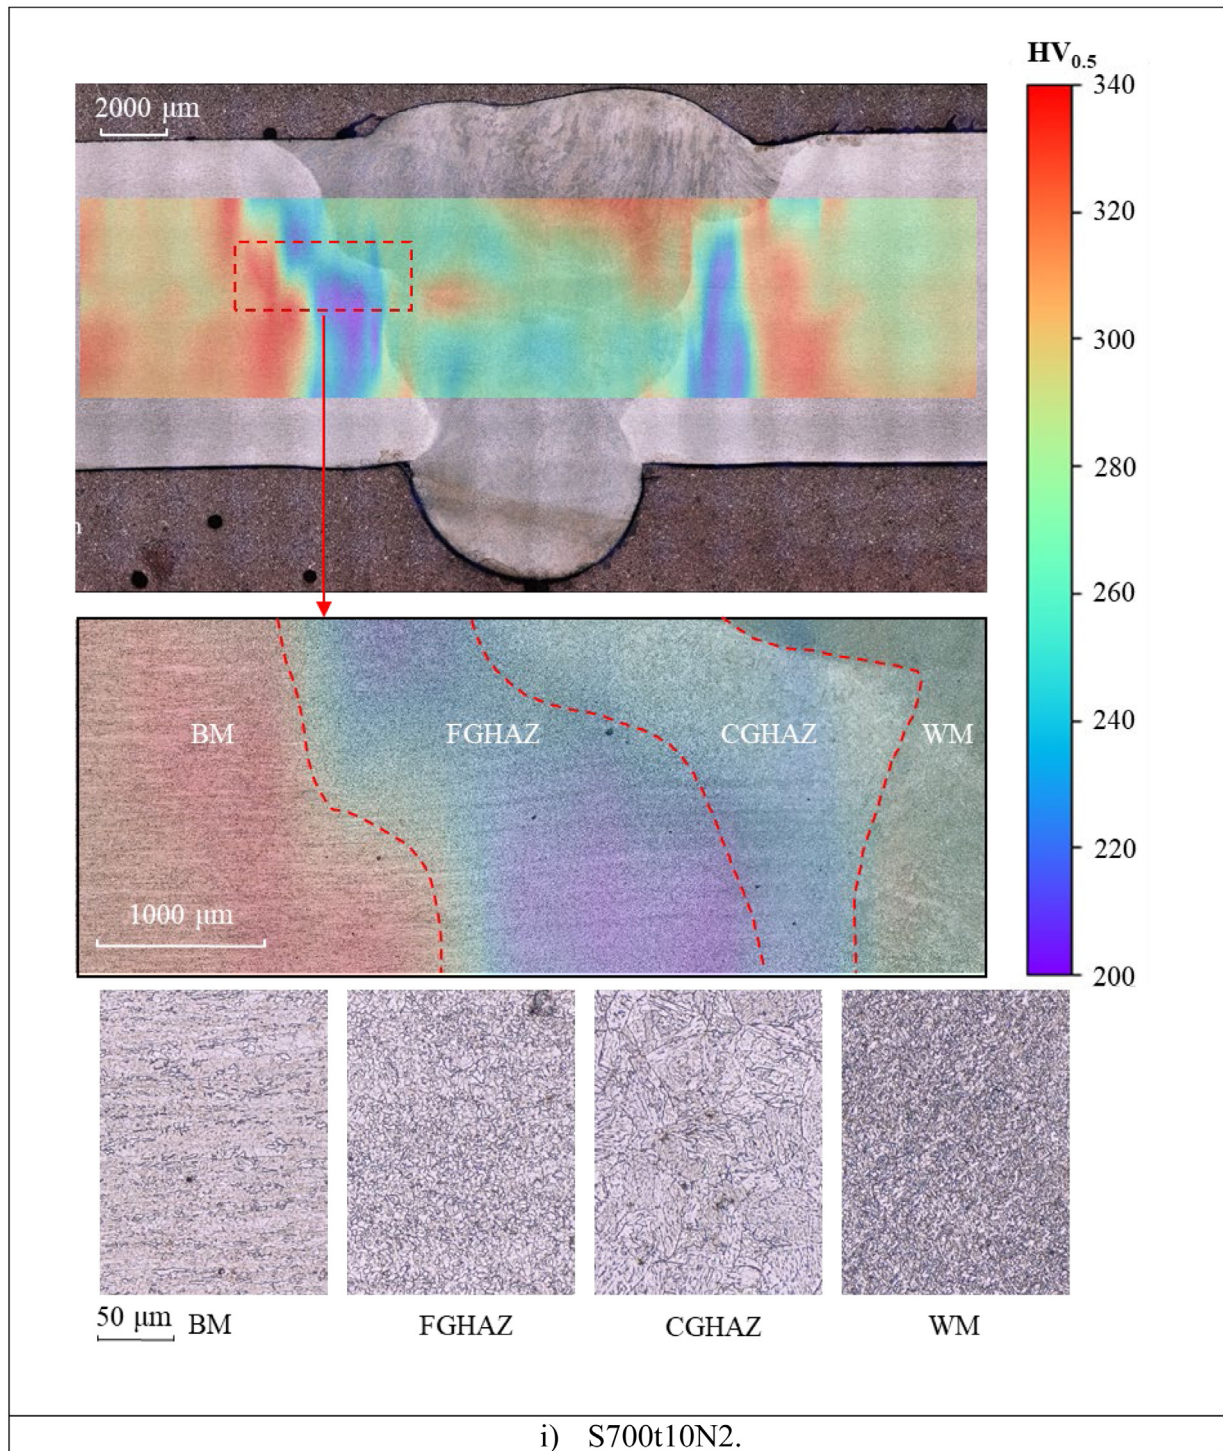 HV0.5
340
2000 μm
320
300
280
260
240
220
200
BM
FGHAZ
CGHAZ
WM
1000 μm
50 μm
BM
FGHAZ
CGHAZ
WM
i) S700t10N2.